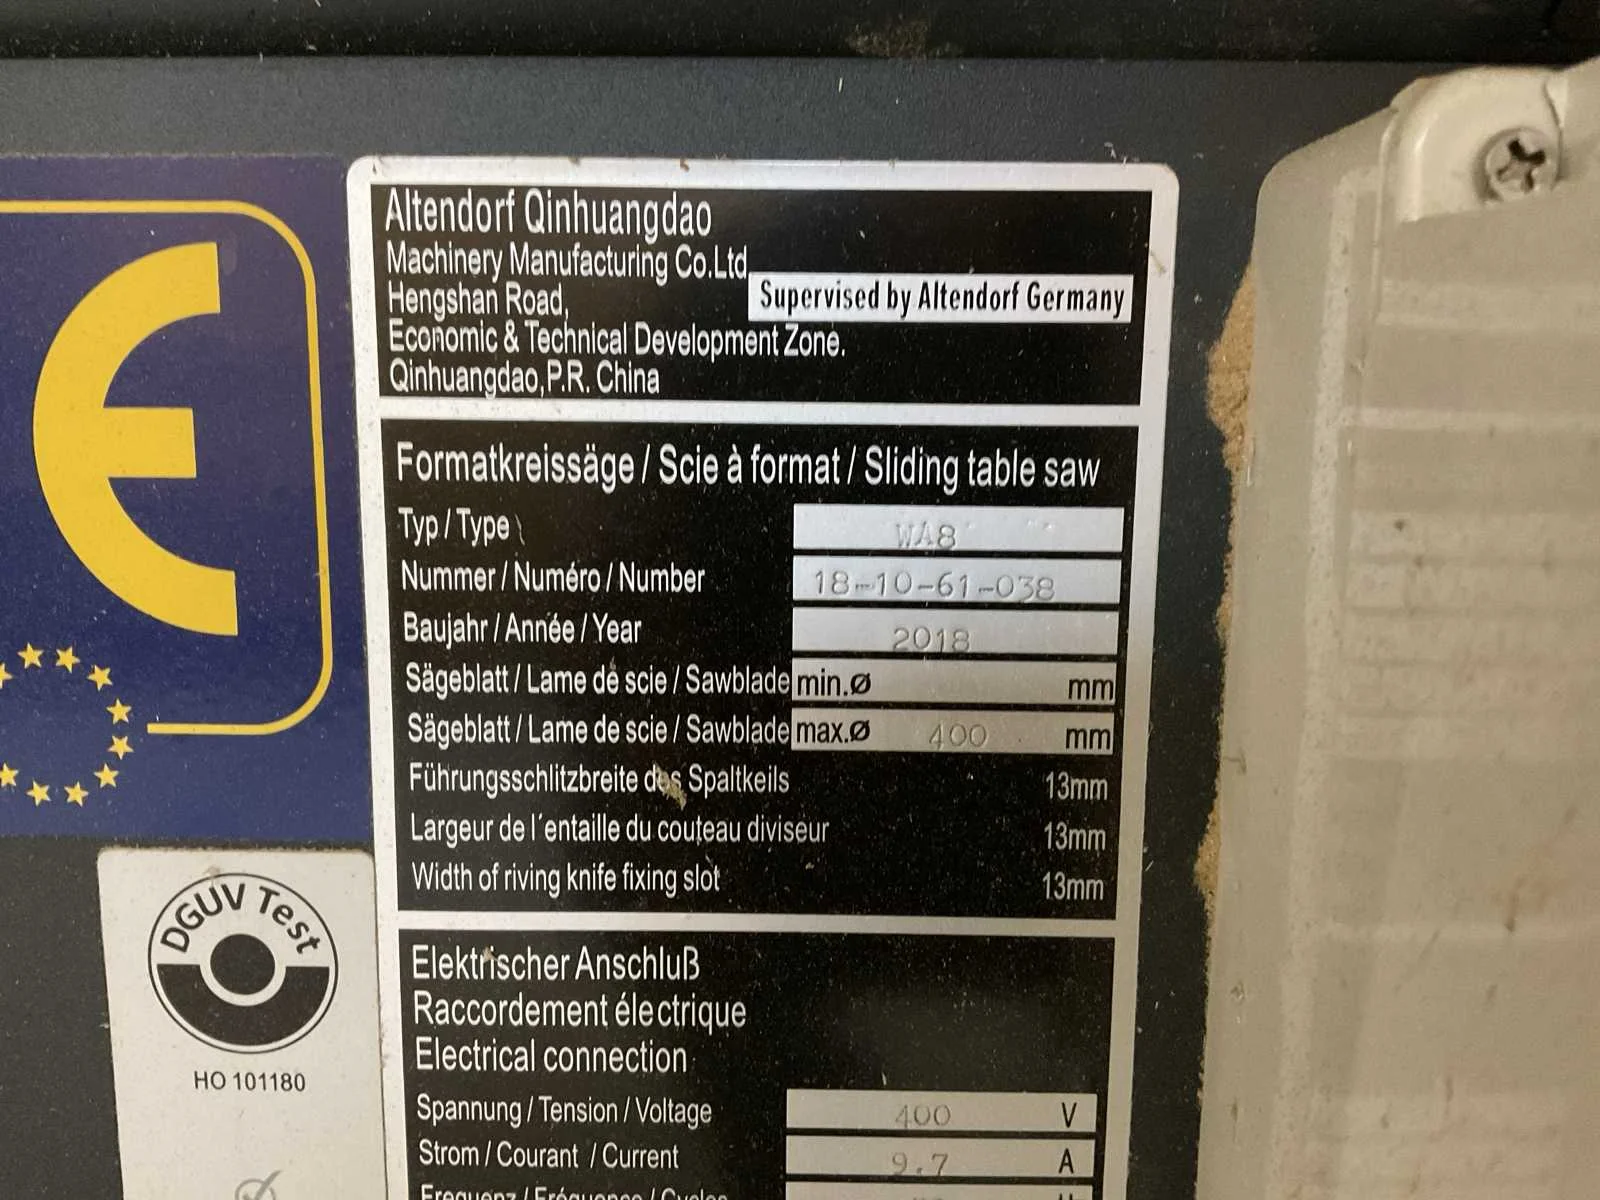 Altendorf Qinhuangdao
Machinery Manufacturing Co.Ltd
Hengshan Road,
Supervised by Altendorf Germany
Economic & Technical Development Zone.
Qinhuangdao,P.R. China
Formatkreissäge / Scie à format / Sliding table saw
Typ / Type WA8
Nummer / Numéro / Number 18-10-61-038
Baujahr / Année / Year 2018
Sägeblatt / Lame de scie / Sawblade min.Ø mm
Sägeblatt / Lame de scie / Sawblade max.Ø 400 mm
Führungsschlitzbreite des Spaltkeils 13mm
Largeur de l´entaille du couteau diviseur 13mm
Width of riving knife fixing slot 13mm
Elektrischer Anschluß
Raccordement électrique
Electrical connection
Spannung / Tension / Voltage 400 V
Strom / Courant / Current 9.7 A
Frequenz / Fréquence / Cycles
CE
DGUV Test
HO 101180